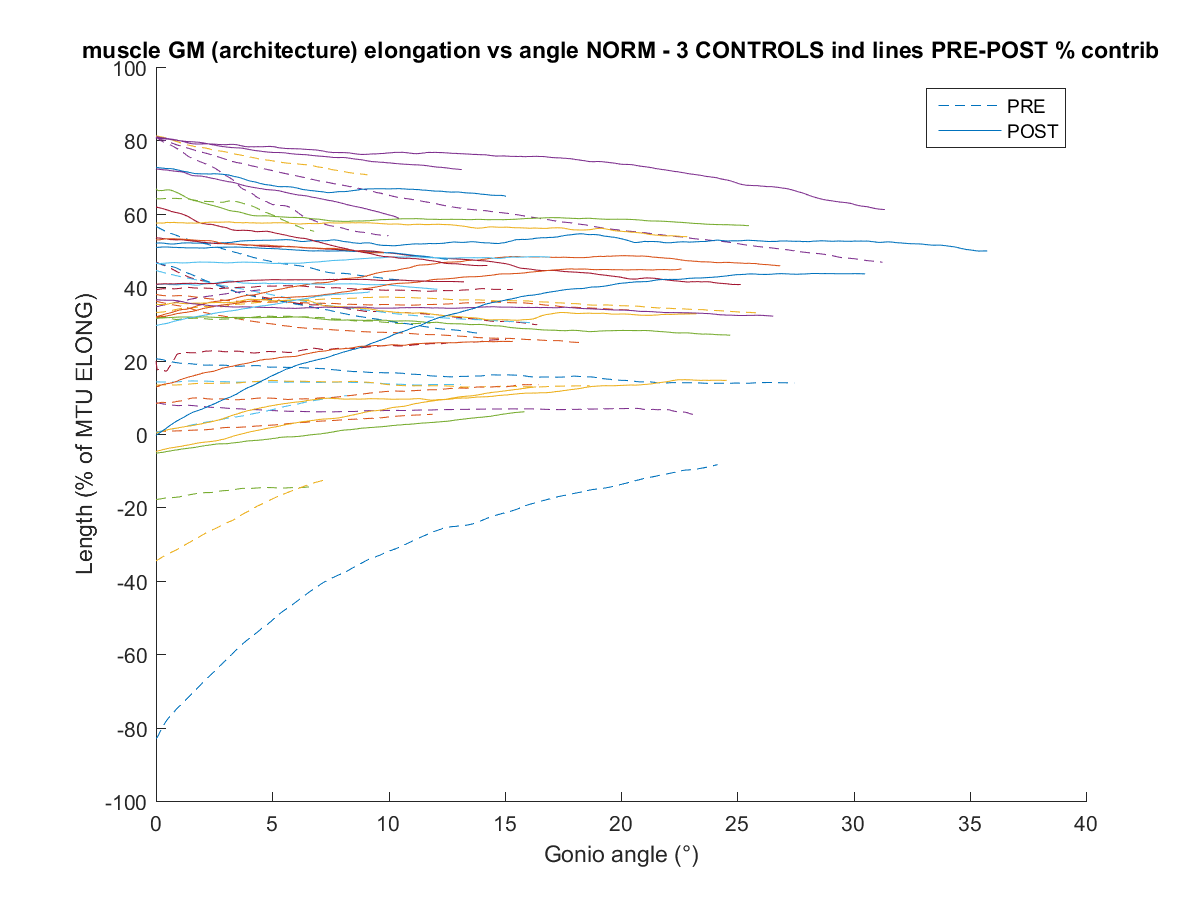 muscle GM (architecture) elongation vs angle NORM - 3 CONTROLS ind lines PRE-POST % contrib
100
80
60
40
20
0
-20
-40
-60
-80
-100
Length (% of MTU ELONG)
PRE
POST
0 5 10 15 20 25 30 35 40
Gonio angle (°)